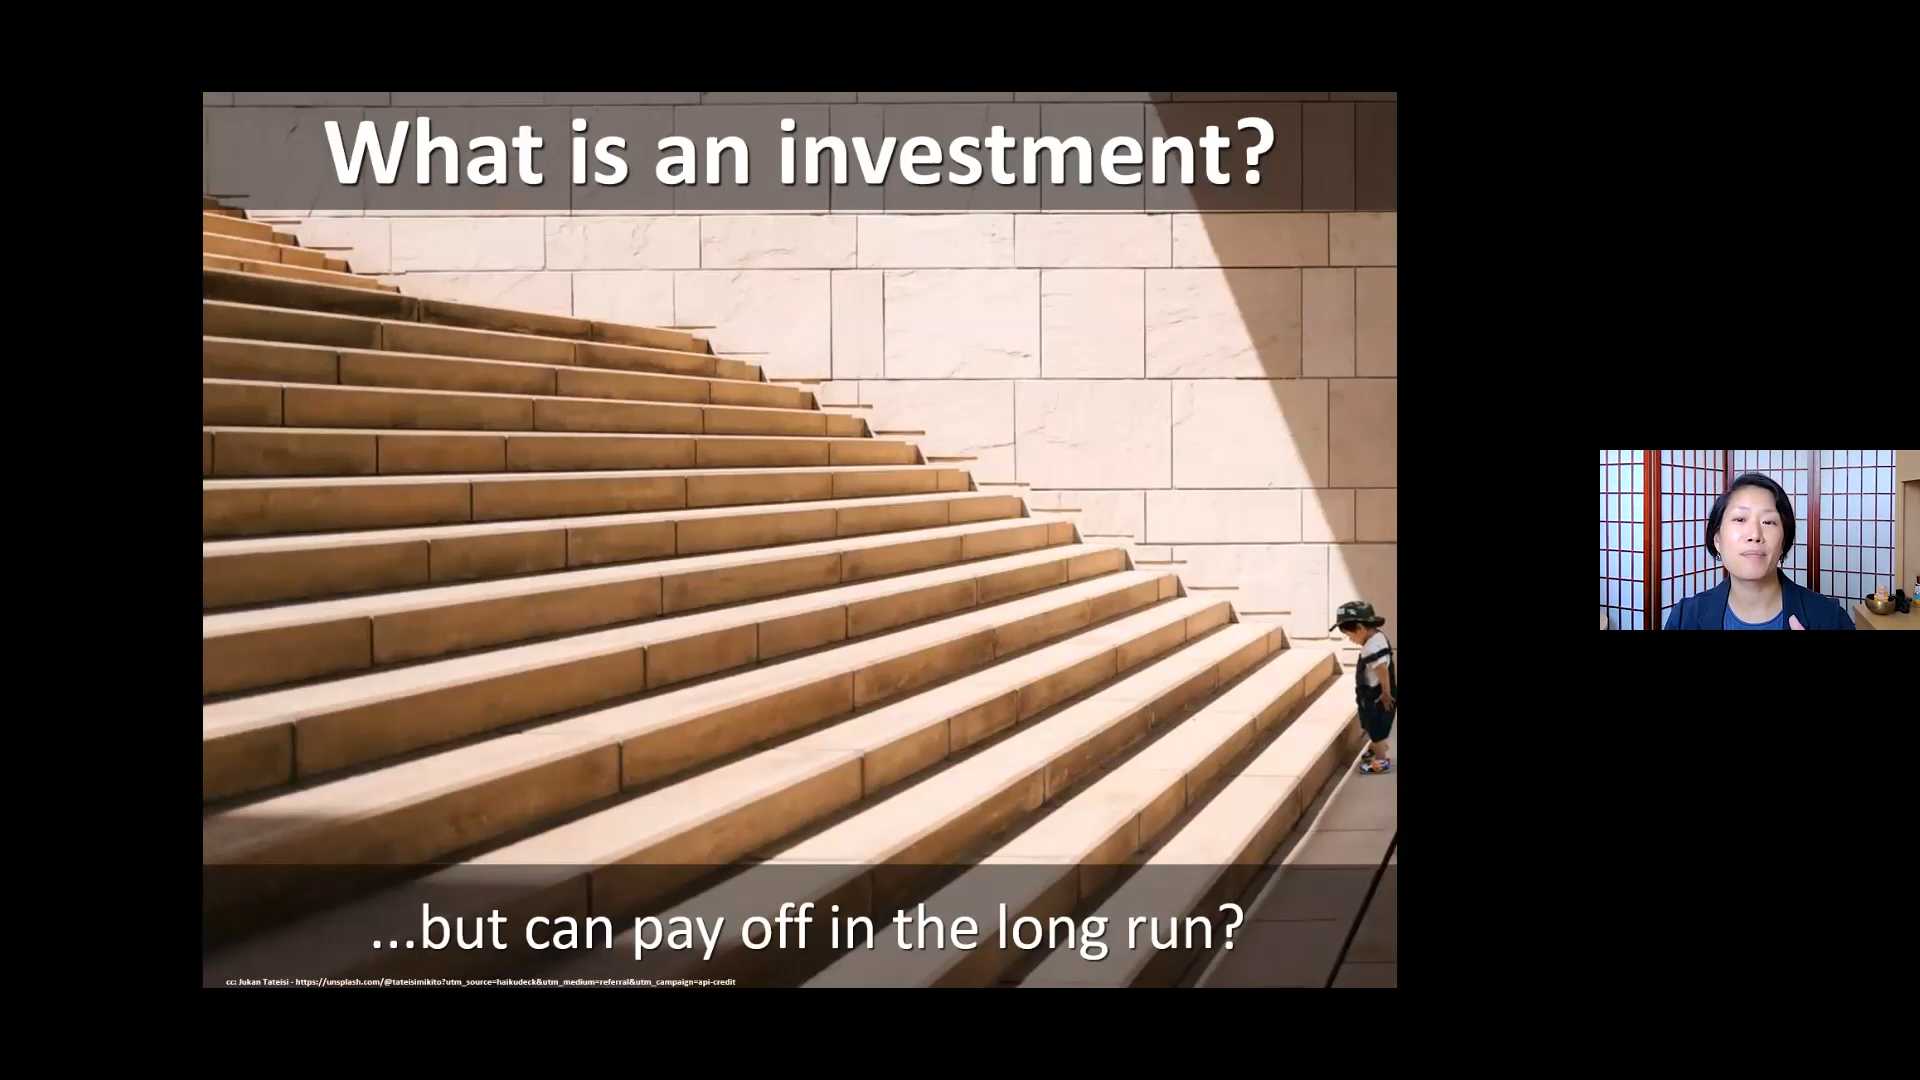 What is an investment?
...but can pay off in the long run?
cc: Jukan Tateisi - https://unsplash.com/@tateisimikito?utm_source=haikudeck&utm_medium=referral&utm_campaign=api-credit